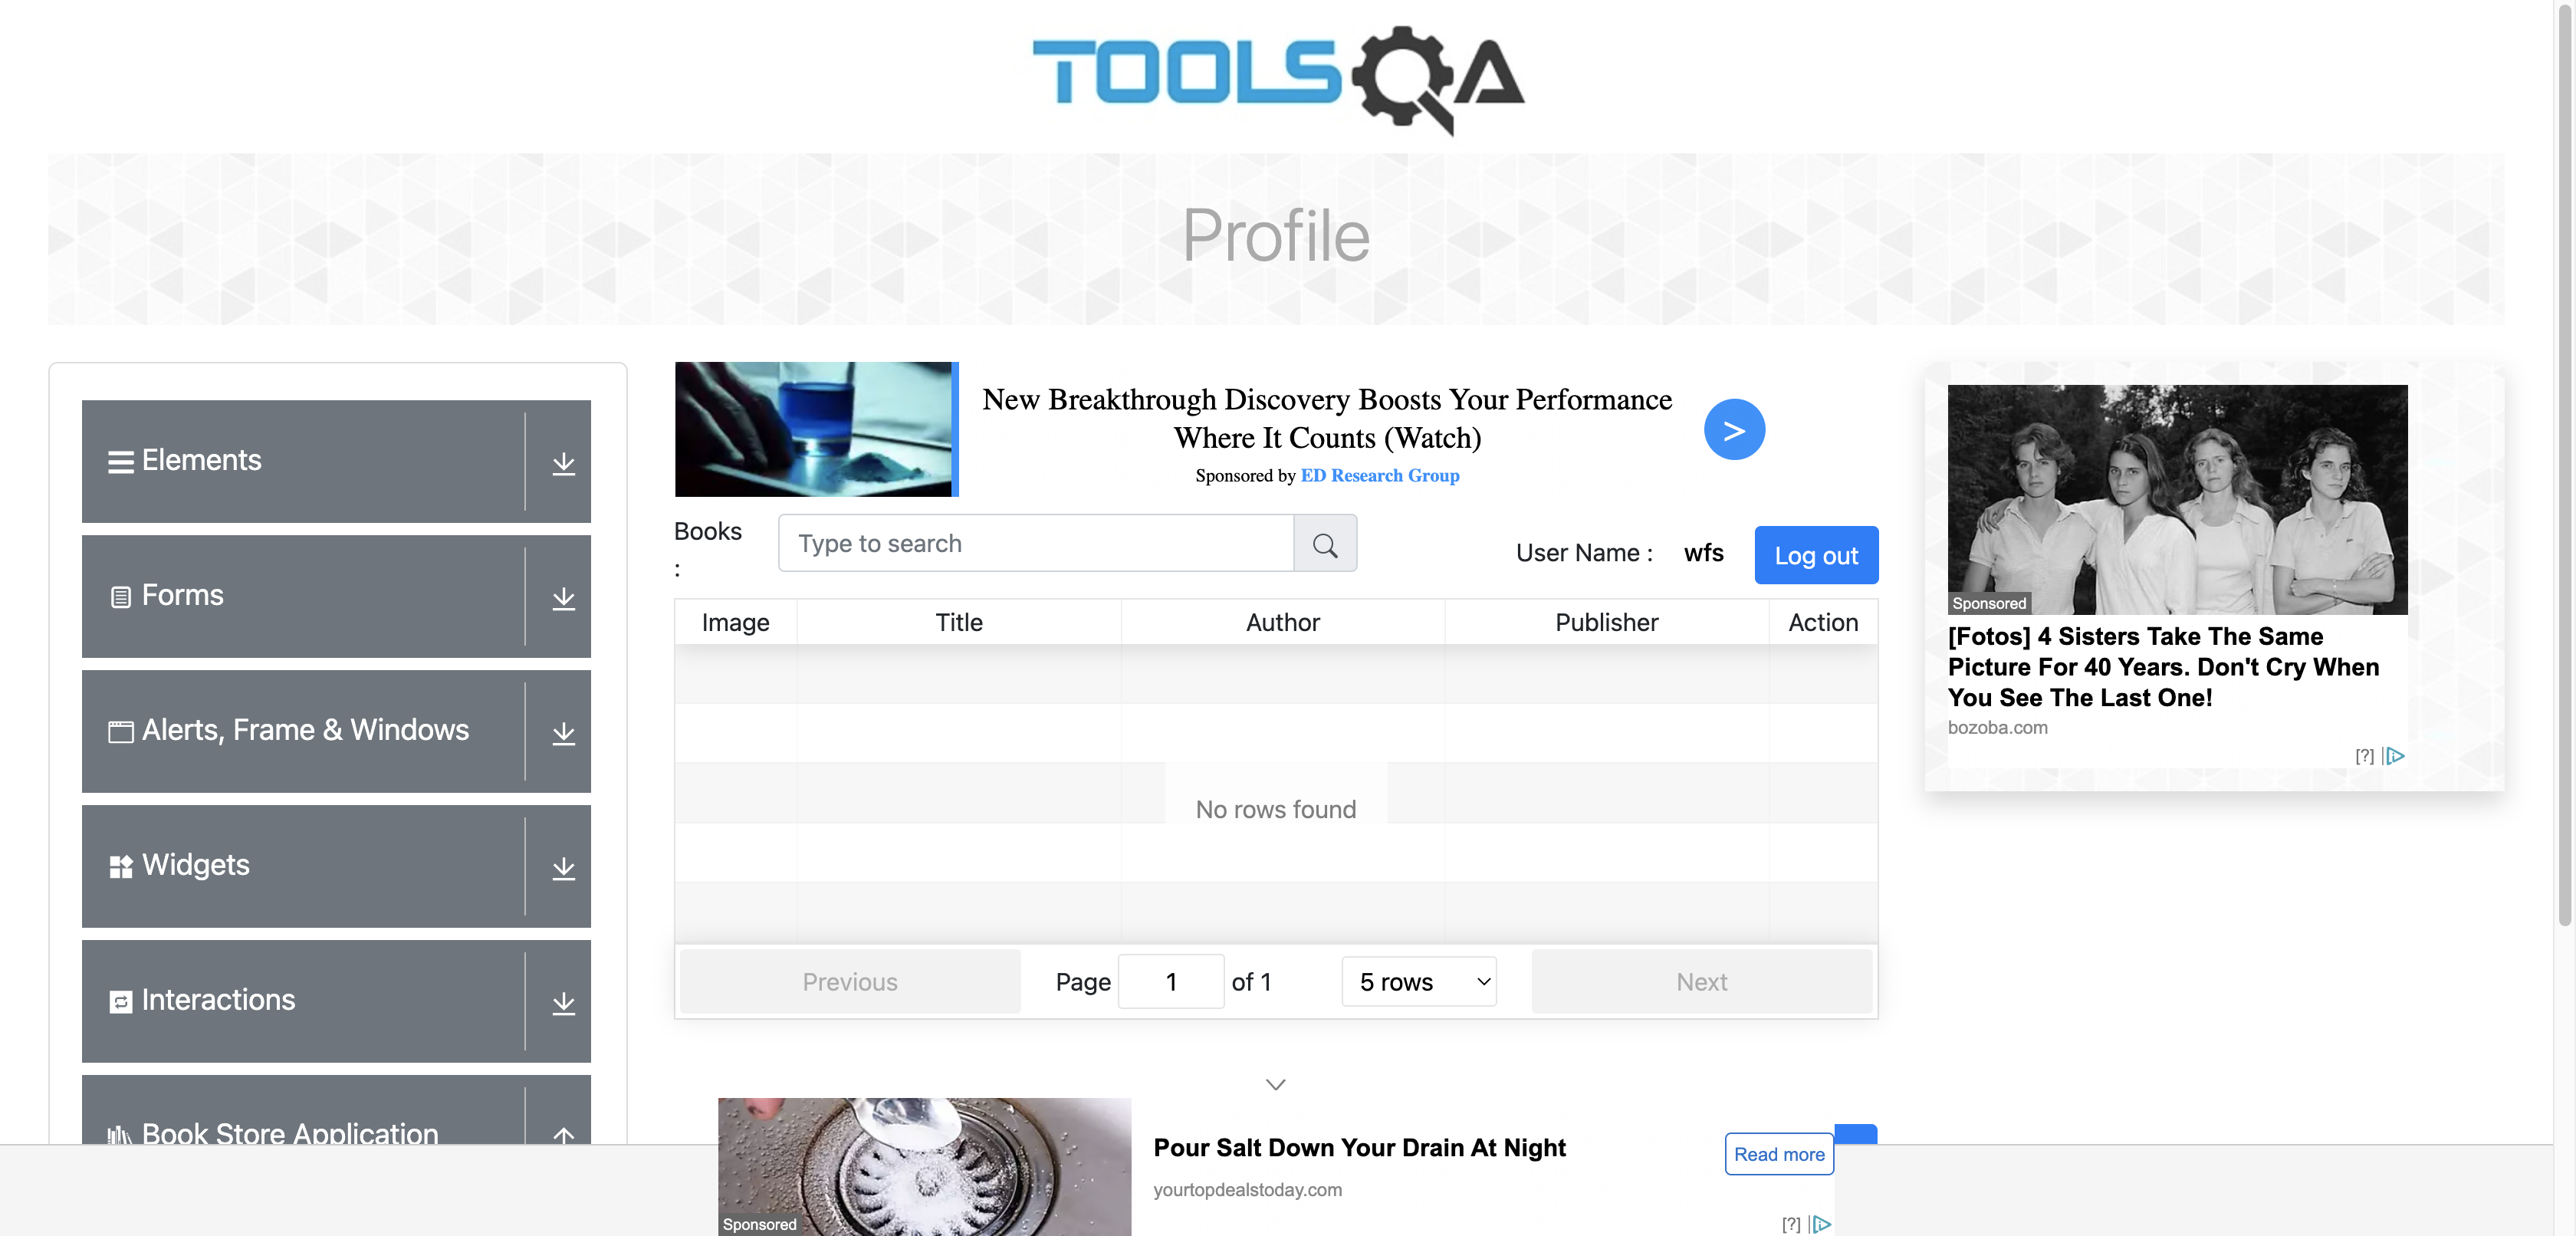 TOOLSQA
Profile
Elements
Forms
Alerts, Frame & Windows
Widgets
Interactions
Book Store Application
New Breakthrough Discovery Boosts Your Performance
Where It Counts (Watch)
Sponsored by ED Research Group
>
Books
:
Type to search
User Name :
wfs
Log out
Image
Title
Author
Publisher
Action
No rows found
Previous
Page
1
of 1
5 rows
Next
Sponsored
[Fotos] 4 Sisters Take The Same
Picture For 40 Years. Don't Cry When
You See The Last One!
bozoba.com
[?]
Pour Salt Down Your Drain At Night
yourtopdealstoday.com
Read more
Sponsored
[?]